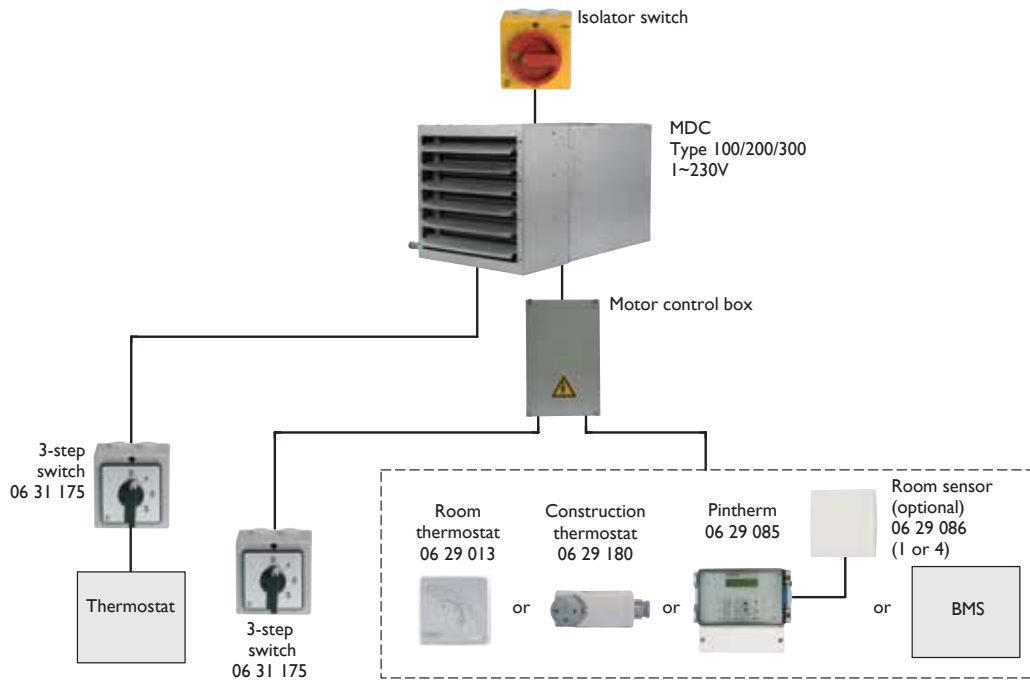 Isolator switch
MDC
Type 100/200/300
1~230V
Motor control box
3-step
switch
06 31 175
Thermostat
3-step
switch
06 31 175
Room
thermostat
06 29 013
or
Construction
thermostat
06 29 180
or
Pintherm
06 29 085
Room sensor
(optional)
06 29 086
(1 or 4)
or
BMS